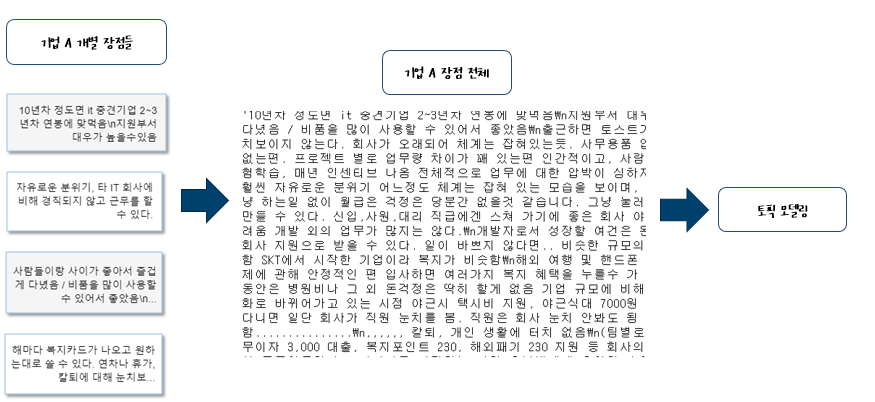 기업 A 개별 장점들
10년차 정도면 it 중견기업 2~3
년차 연봉에 맞먹음\n지원부서
대우가 높을수있음
자유로운 분위기, 타 IT 회사에
비해 경직되지 않고 근무를 할
수 있다.
사람들이랑 사이가 좋아서 즐겁
게 다녔음 / 비품을 많이 사용할
수 있어서 좋았음\n...
해마다 복지카드가 나오고 원하
는대로 쓸 수 있다. 연차나 휴가,
칼퇴에 대해 눈치보...
기업 A 장점 전체
'10년차 정도면 it 중견기업 2~3년차 연봉에 맞먹음₩n지원부서 대우
다녔음 / 비품을 많이 사용할 수 있어서 좋았음₩n출근하면 토스트가
치보이지 않는다. 회사가 오래되어 체계는 잡혀있는듯. 사무용품 없
없는면. 프로젝트 별로 업무량 차이가 꽤 있는면 인간적이고, 사람
험학습, 매년 인센티브 나옴 전체적으로 업무에 대한 압박이 심하지
훨씬 자유로운 분위기 어느정도 체계는 잡혀 있는 모습을 보이며,
냥 하는일 없이 월급은 걱정은 당분간 없을것 같습니다. 그냥 눌러
만들 수 있다. 신입,사원,대리 직급에겐 스쳐 가기에 좋은 회사 야
려움 개발 외의 업무가 많지는 않다.₩n개발자로서 성장할 여건은
회사 지원으로 받을 수 있다. 일이 바쁘지 않다면.. 비슷한 규모의
함 SKT에서 시작한 기업이라 복지가 비슷함₩n해외 여행 및 핸드폰
제에 관해 안정적인 편 입사하면 여러가지 복지 혜택을 누릴수 가
동안은 병원비나 그 외 돈걱정은 딱히 할게 없음 기업 규모에 비해
화로 바뀌어가고 있는 시점 야근시 택시비 지원, 야근식대 7000원
다니면 일단 회사가 직원 눈치를 봄. 직원은 회사 눈치 안봐도 됨
함...............₩n,,,,,, 칼퇴, 개인 생활에 터치 없음₩n(팀별로
무이자 3,000 대출, 복지포인트 230, 해외패기 230 지원 등 회사의
토픽 모델링